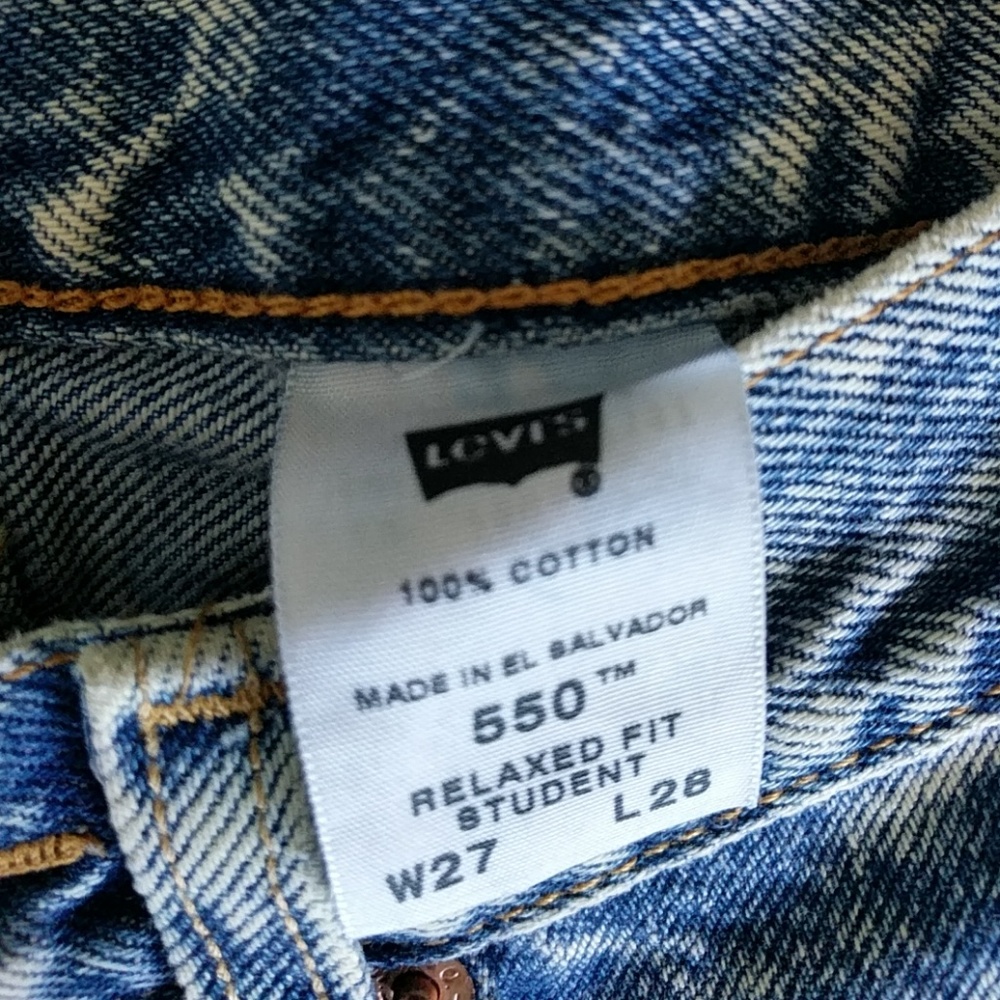 LEVI'S
®
100% COTTON
MADE IN EL SALVADOR
550™
RELAXED FIT
STUDENT
W27 L28